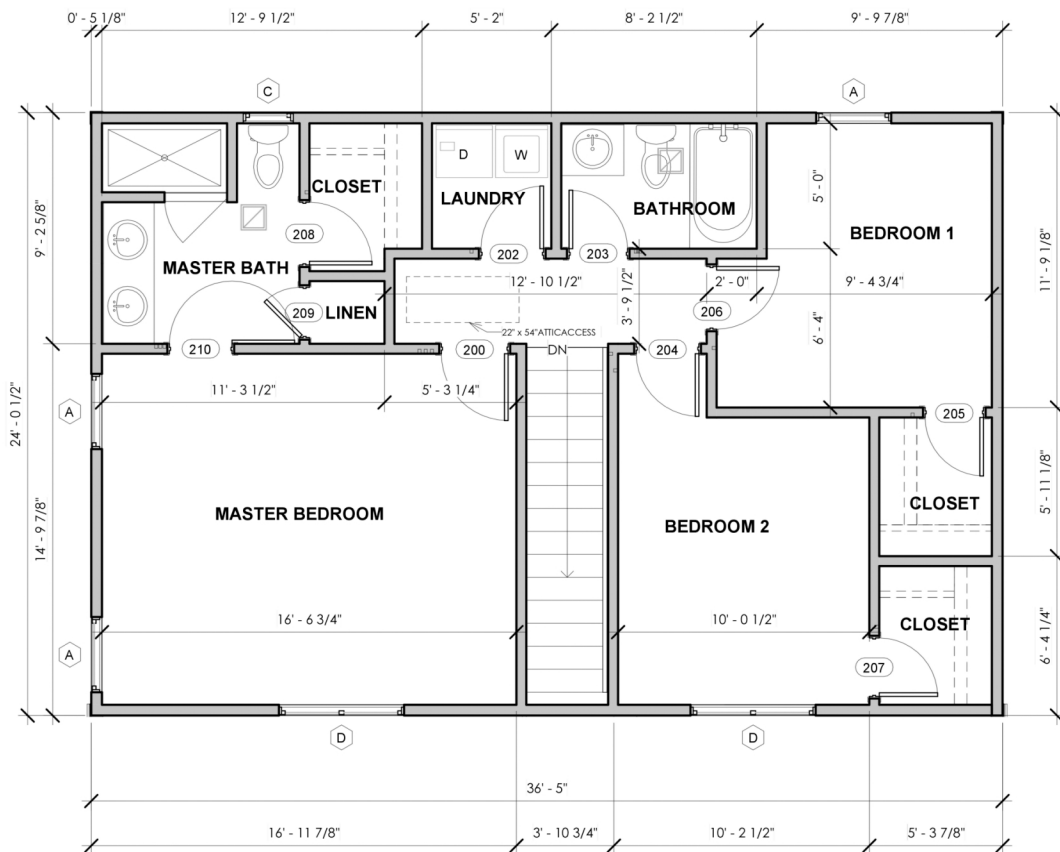 0' - 5 1/8" 12' - 9 1/2" 5' - 2" 8' - 2 1/2" 9' - 9 7/8"
C A
D W
CLOSET
LAUNDRY
BATHROOM
5' - 0"
BEDROOM 1
208
202 203
MASTER BATH
9' - 2 5/8"
11' - 9 1/8"
12' - 10 1/2" 2' - 0" 9' - 4 3/4"
3' - 9 1/2"
209 LINEN
206
6' - 4"
22" x 54"ATTICACCESS
210 200 DN 204
11' - 3 1/2" 5' - 3 1/4"
24' - 0 1/2"
A
205
CLOSET
MASTER BEDROOM
BEDROOM 2
14' - 9 7/8"
5' - 11 1/8"
16' - 6 3/4" 10' - 0 1/2"
CLOSET
6' - 4 1/4"
A
207
D D
36' - 5"
16' - 11 7/8" 3' - 10 3/4" 10' - 2 1/2" 5' - 3 7/8"